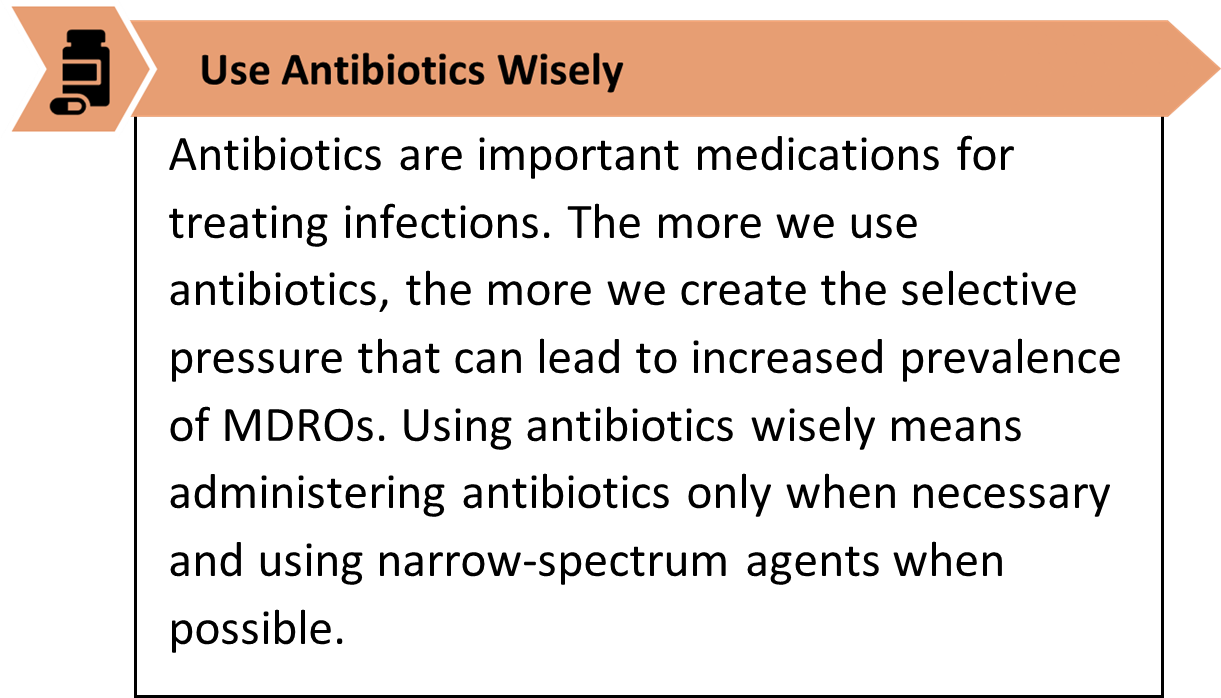 Use Antibiotics Wisely
Antibiotics are important medications for
treating infections. The more we use
antibiotics, the more we create the selective
pressure that can lead to increased prevalence
of MDROs. Using antibiotics wisely means
administering antibiotics only when necessary
and using narrow-spectrum agents when
possible.